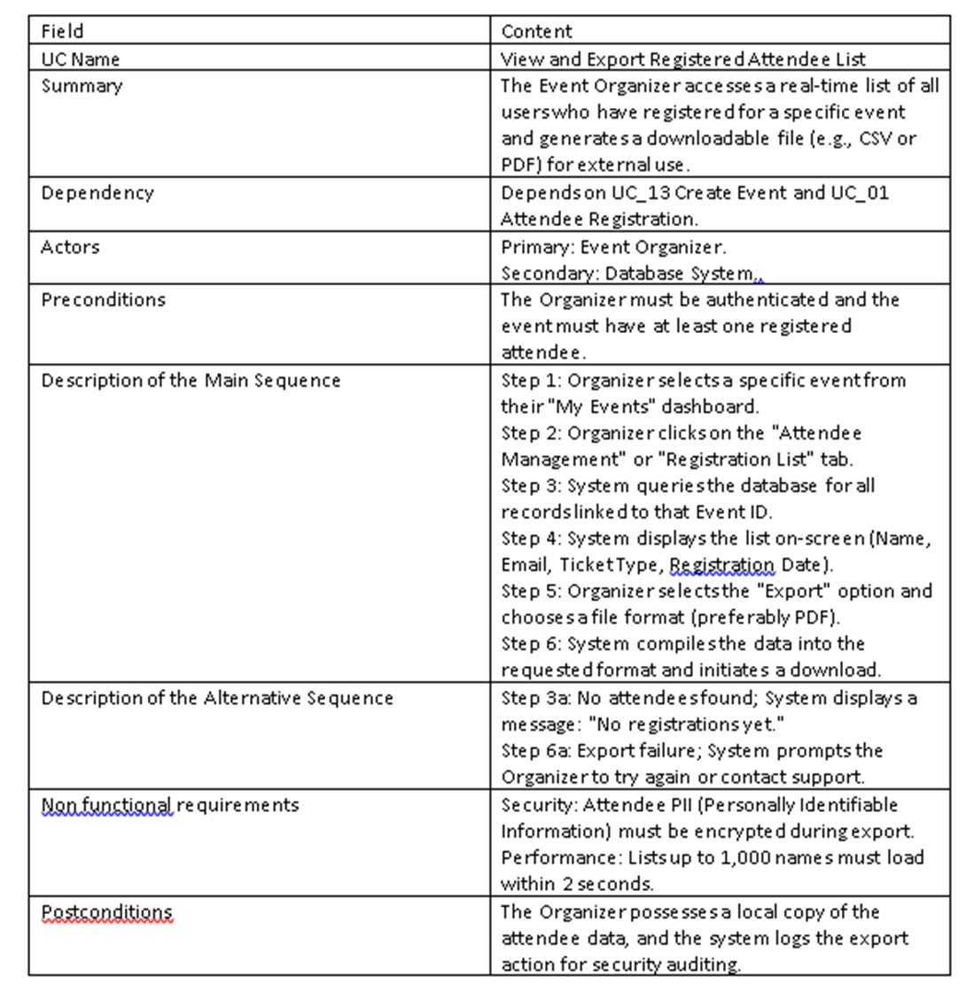 Field
Content
UC Name
View and Export Registered Attendee List
Summary
The Event Organizer accesses a real-time list of all
users who have registered for a specific event
and generates a downloadable file (e.g., CSV or
PDF) for external use.
Dependency
Depends on UC_13 Create Event and UC_01
Attendee Registration.
Actors
Primary: Event Organizer.
Secondary: Database System..
Preconditions
The Organizer must be authenticated and the
event must have at least one registered
attendee.
Description of the Main Sequence
Step 1: Organizer selects a specific event from
their "My Events" dashboard.
Step 2: Organizer clicks on the "Attendee
Management" or "Registration List" tab.
Step 3: System queries the database for all
records linked to that Event ID.
Step 4: System displays the list on-screen (Name,
Email, Ticket Type, Registration Date).
Step 5: Organizer selects the "Export" option and
chooses a file format (preferably PDF).
Step 6: System compiles the data into the
requested format and initiates a download.
Description of the Alternative Sequence
Step 3a: No attendees found; System displays a
message: "No registrations yet."
Step 6a: Export failure; System prompts the
Organizer to try again or contact support.
Non functional requirements
Security: Attendee PII (Personally Identifiable
Information) must be encrypted during export.
Performance: Lists up to 1,000 names must load
within 2 seconds.
Postconditions
The Organizer possesses a local copy of the
attendee data, and the system logs the export
action for security auditing.